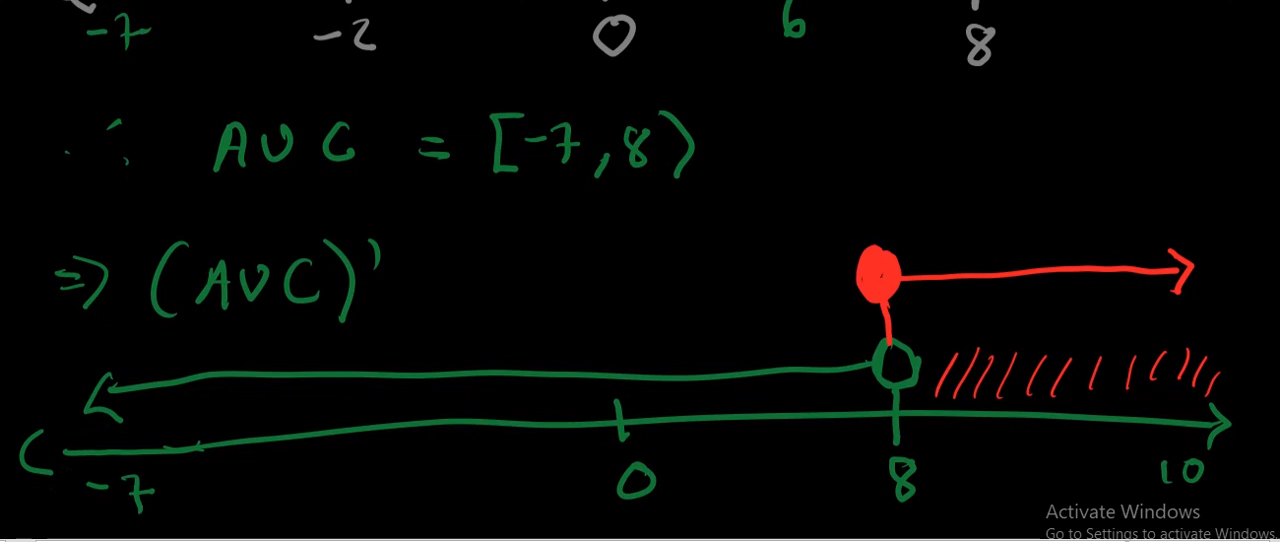 -7 -2 0 6 8
∴ A∪C = [-7,8)
⇒ (A∪C)'
C -7 0 8 10
Activate Windows
Go to Settings to activate Windows.